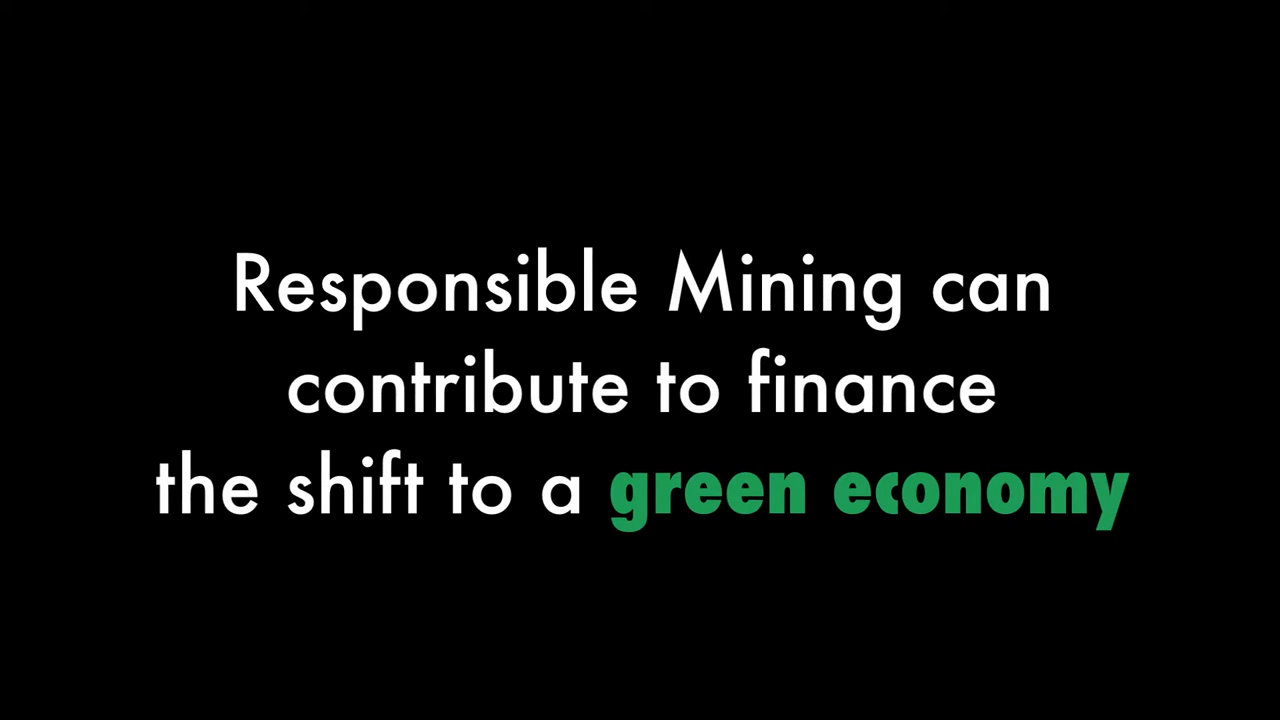 Responsible Mining can
contribute to finance
the shift to a green economy